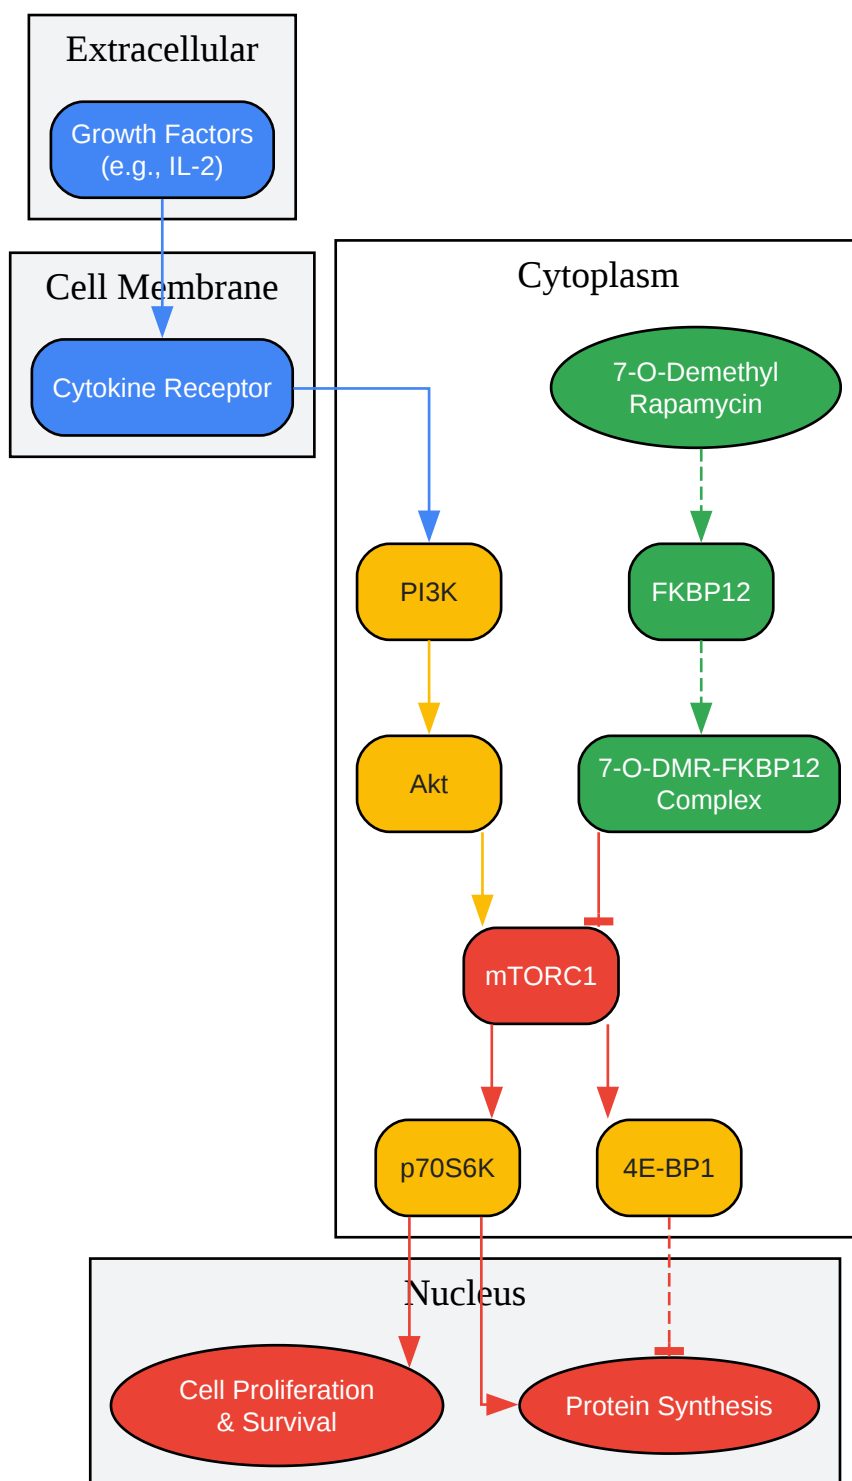 Extracellular
Growth Factors
(e.g., IL-2)
Cell Membrane
Cytokine Receptor
Cytoplasm
7-O-Demethyl
Rapamycin
PI3K
FKBP12
Akt
7-O-DMR-FKBP12
Complex
mTORC1
p70S6K
4E-BP1
Nucleus
Cell Proliferation
& Survival
Protein Synthesis